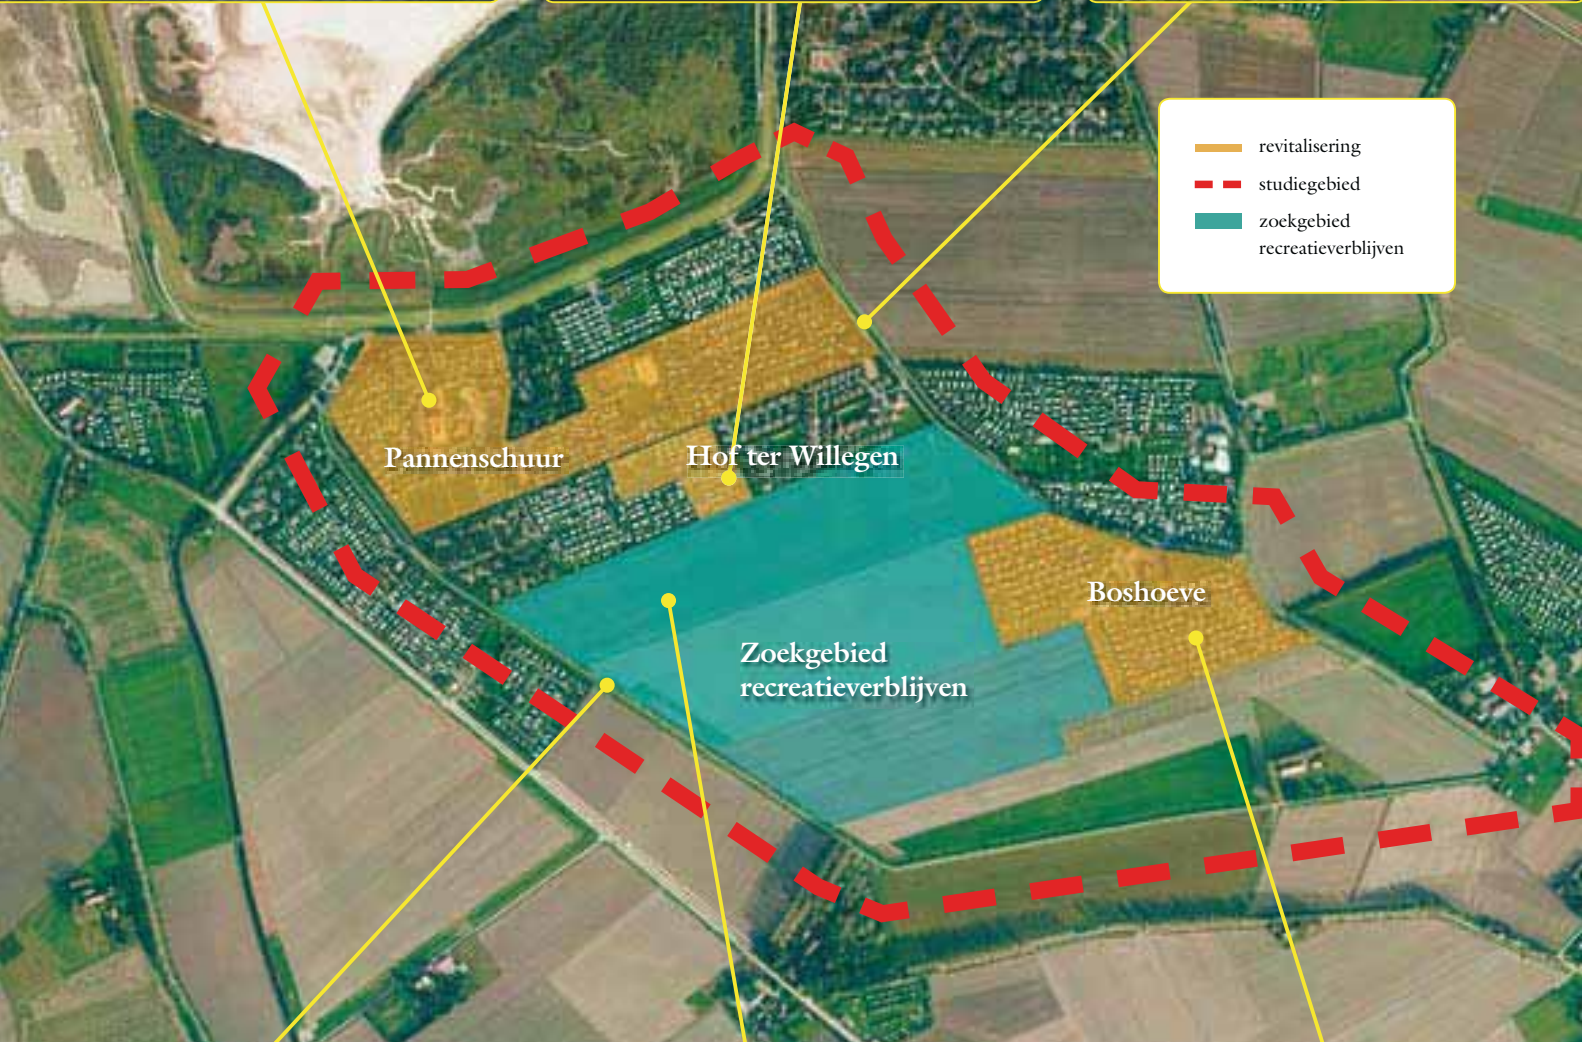 revitalisering
studiegebied
zoekgebied
recreatieverblijven
Pannenschuur
Hof ter Willegen
Boshoeve
Zoekgebied
recreatieverblijven